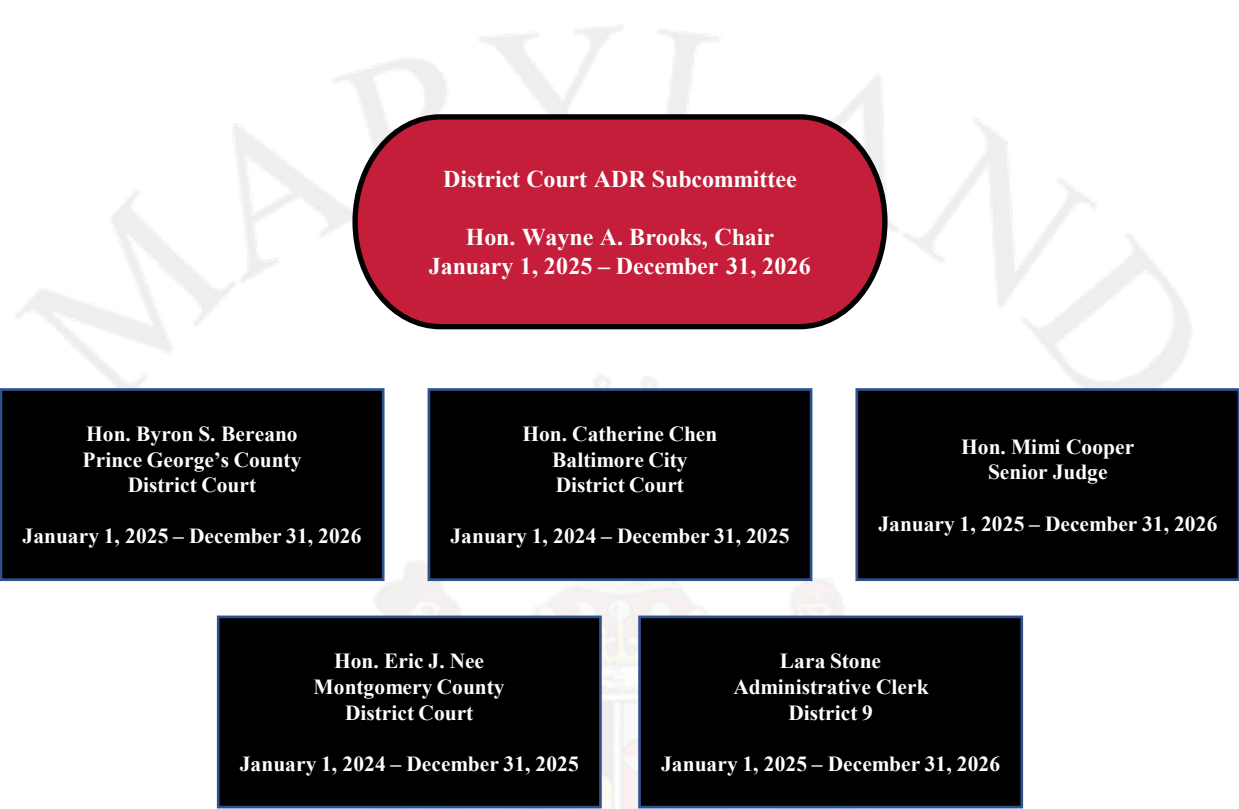 MARYLAND
District Court ADR Subcommittee
Hon. Wayne A. Brooks, Chair
January 1, 2025 – December 31, 2026
Hon. Byron S. Bereano
Prince George’s County
District Court
January 1, 2025 – December 31, 2026
Hon. Catherine Chen
Baltimore City
District Court
January 1, 2024 – December 31, 2025
Hon. Mimi Cooper
Senior Judge
January 1, 2025 – December 31, 2026
Hon. Eric J. Nee
Montgomery County
District Court
January 1, 2024 – December 31, 2025
Lara Stone
Administrative Clerk
District 9
January 1, 2025 – December 31, 2026